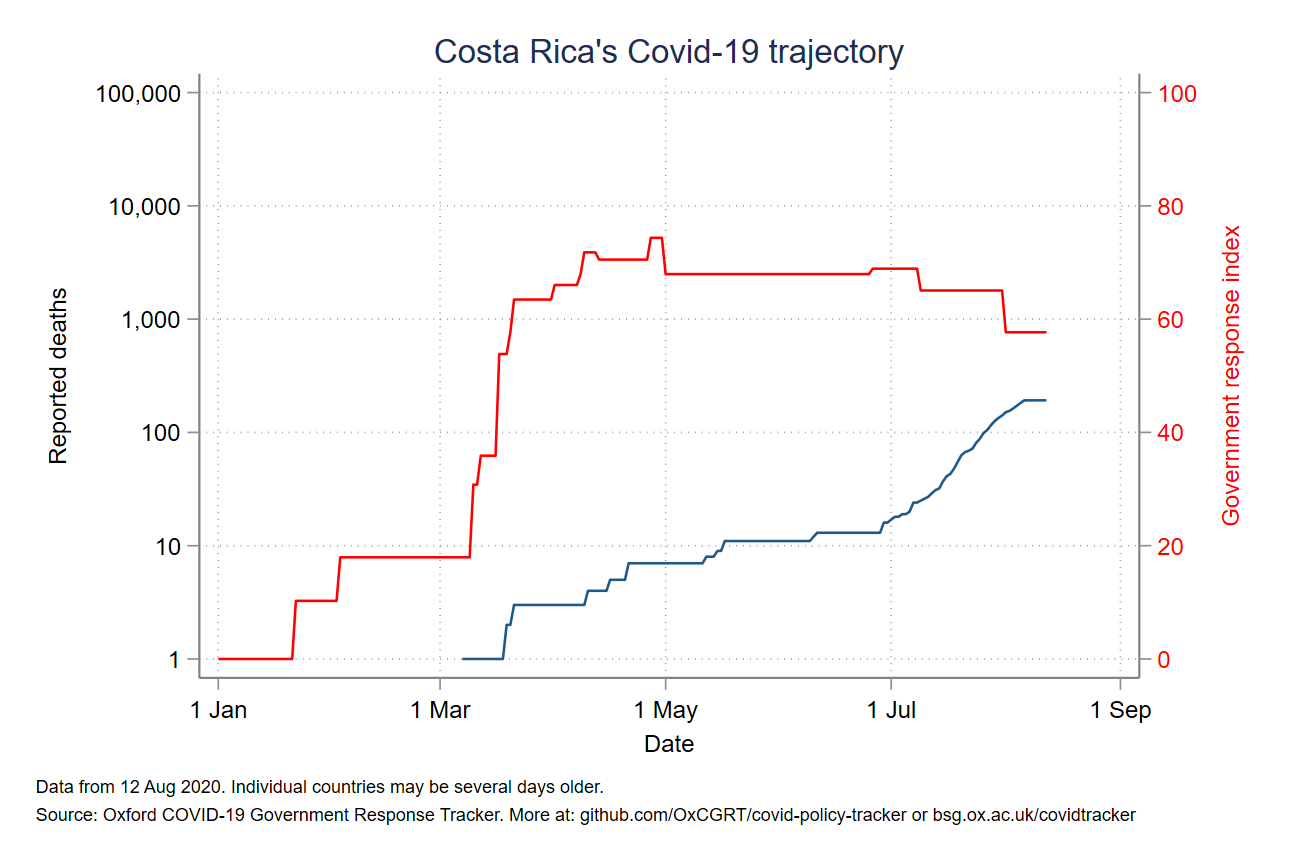 Costa Rica's Covid-19 trajectory
100,000
10,000
1,000
100
10
1
Reported deaths
100
80
60
40
20
0
Government response index
1 Jan
1 Mar
1 May
1 Jul
1 Sep
Date
Data from 12 Aug 2020. Individual countries may be several days older.
Source: Oxford COVID-19 Government Response Tracker. More at: github.com/OxCGRT/covid-policy-tracker or bsg.ox.ac.uk/covidtracker